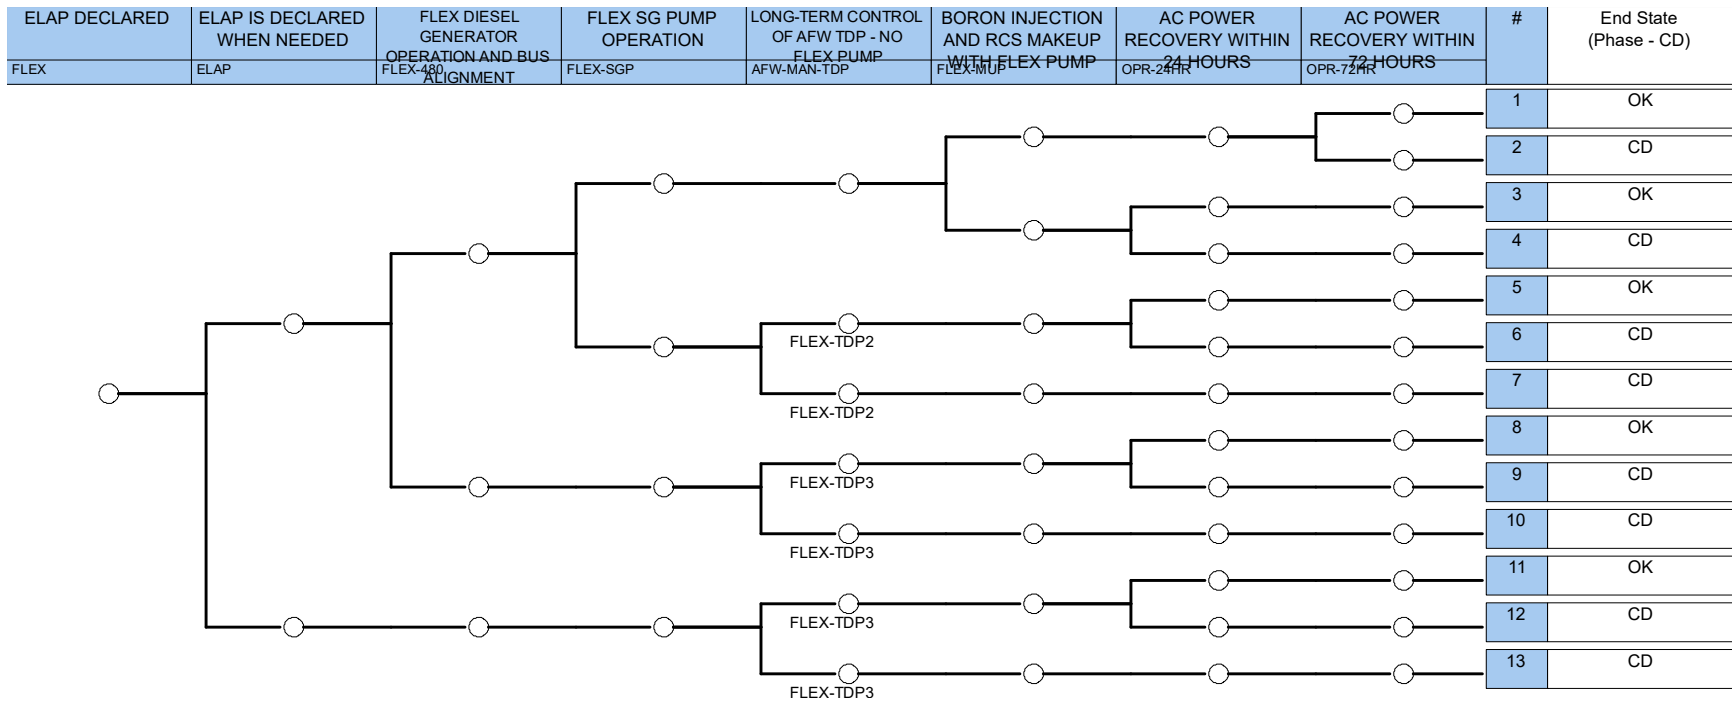 ELAP DECLARED
FLEX
ELAP IS DECLARED
WHEN NEEDED
ELAP
FLEX DIESEL
GENERATOR
OPERATION AND BUS
ALIGNMENT
FLEX-480
FLEX SG PUMP
OPERATION
FLEX-SGP
LONG-TERM CONTROL
OF AFW TDP - NO
FLEX PUMP
AFW-MAN-TDP
BORON INJECTION
AND RCS MAKEUP
WITH FLEX PUMP
FLEX-MUP
AC POWER
RECOVERY WITHIN
24 HOURS
OPR-24HR
AC POWER
RECOVERY WITHIN
72 HOURS
OPR-72HR
#
End State
(Phase - CD)
1 OK
2 CD
3 OK
4 CD
5 OK
FLEX-TDP2
6 CD
7 CD
FLEX-TDP2
8 OK
FLEX-TDP3
9 CD
10 CD
FLEX-TDP3
11 OK
FLEX-TDP3
12 CD
13 CD
FLEX-TDP3